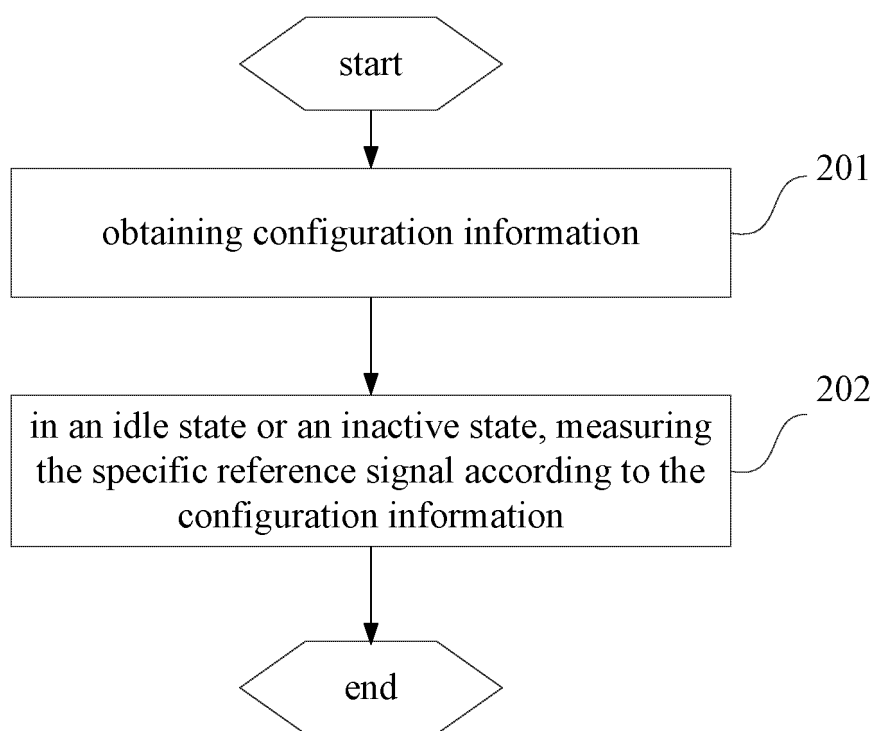 start
201
obtaining configuration information
202
in an idle state or an inactive state, measuring
the specific reference signal according to the
configuration information
end